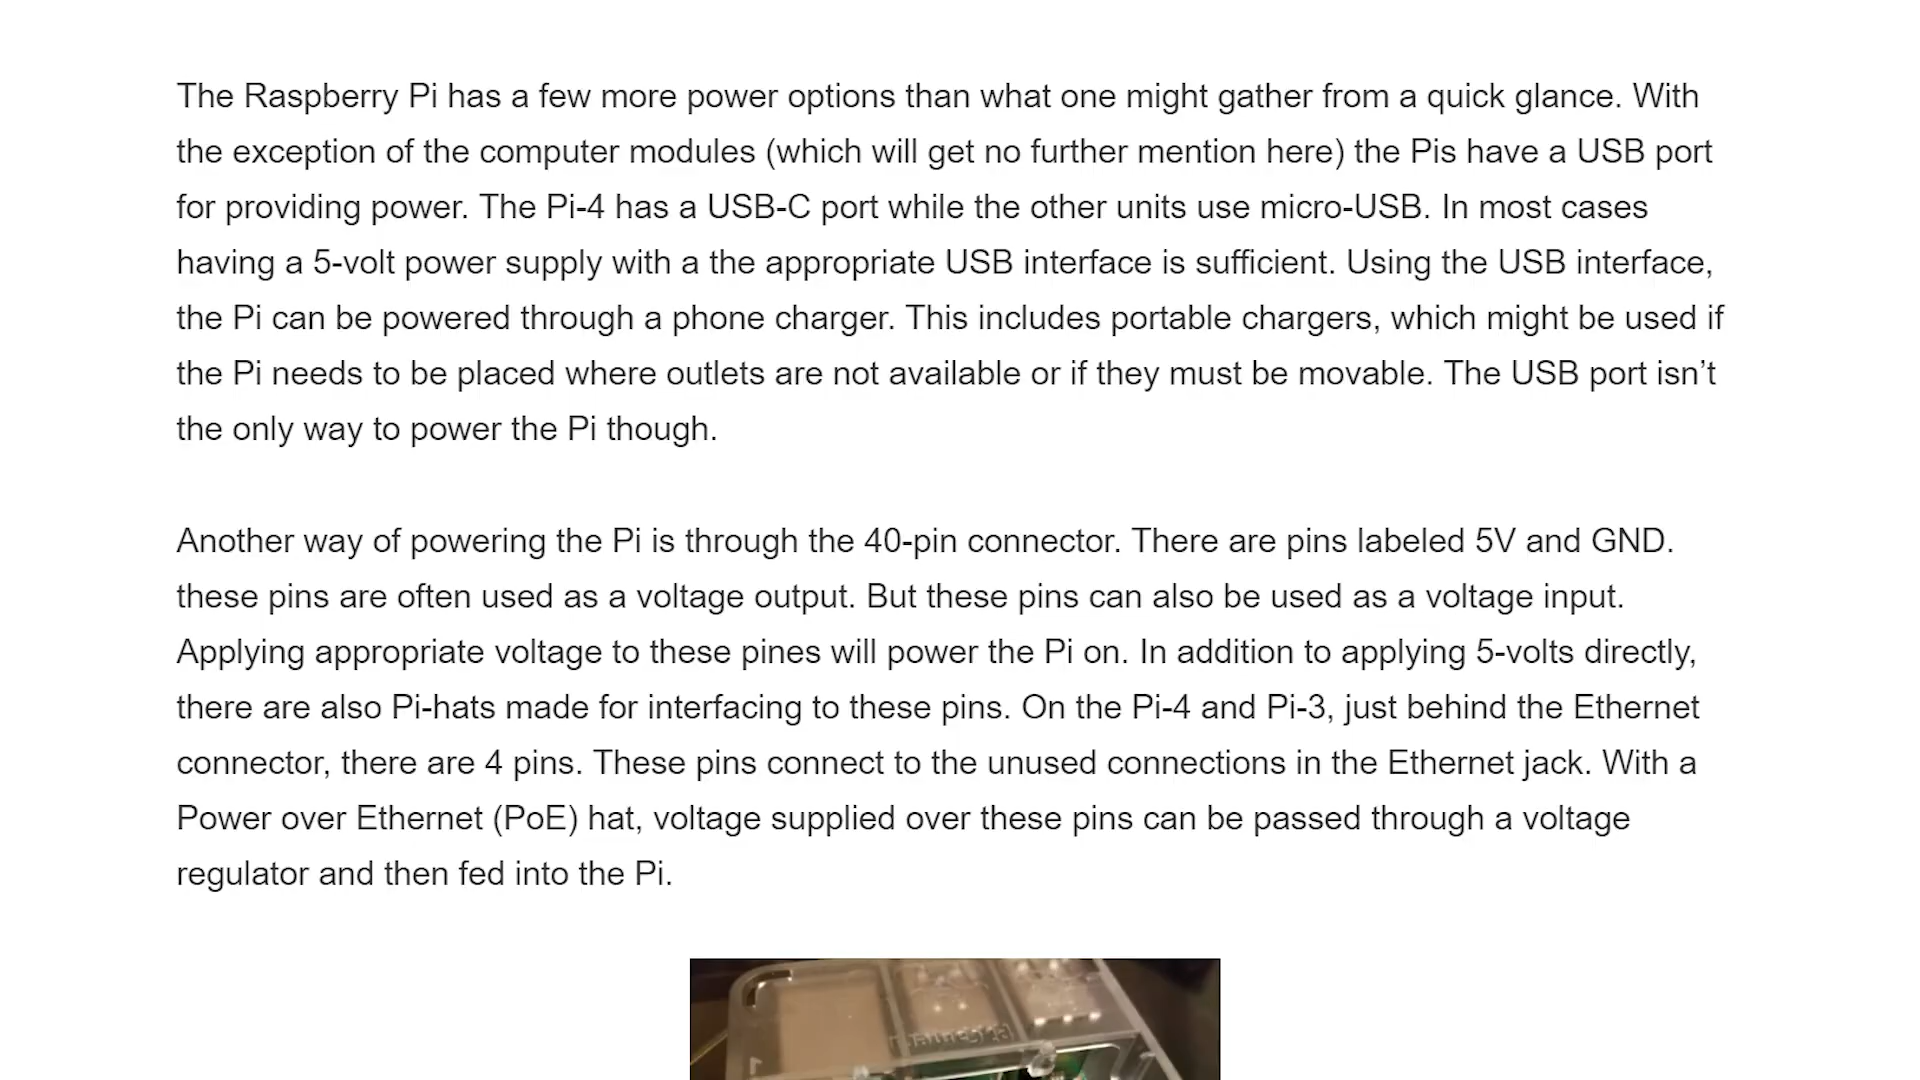 The Raspberry Pi has a few more power options than what one might gather from a quick glance. With
the exception of the computer modules (which will get no further mention here) the Pis have a USB port
for providing power. The Pi-4 has a USB-C port while the other units use micro-USB. In most cases
having a 5-volt power supply with a the appropriate USB interface is sufficient. Using the USB interface,
the Pi can be powered through a phone charger. This includes portable chargers, which might be used if
the Pi needs to be placed where outlets are not available or if they must be movable. The USB port isn’t
the only way to power the Pi though.
Another way of powering the Pi is through the 40-pin connector. There are pins labeled 5V and GND.
these pins are often used as a voltage output. But these pins can also be used as a voltage input.
Applying appropriate voltage to these pines will power the Pi on. In addition to applying 5-volts directly,
there are also Pi-hats made for interfacing to these pins. On the Pi-4 and Pi-3, just behind the Ethernet
connector, there are 4 pins. These pins connect to the unused connections in the Ethernet jack. With a
Power over Ethernet (PoE) hat, voltage supplied over these pins can be passed through a voltage
regulator and then fed into the Pi.